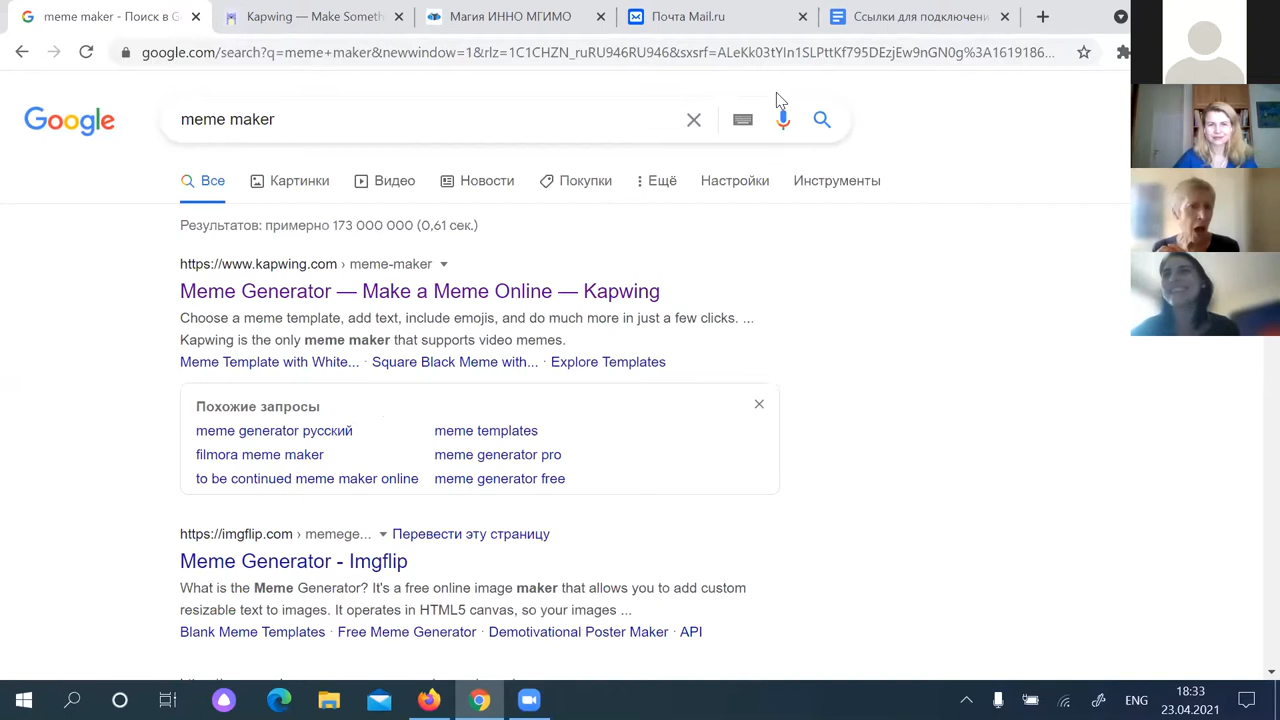 meme maker - Поиск в G
Kapwing — Make Someth
Магия ИННО МГИМО
Почта Mail.ru
Ссылки для подключени
google.com/search?q=meme+maker&newwindow=1&rlz=1C1CHZN_ruRU946RU946&sxsrf=ALeKk03tYIn1SLPttKf795DEzjEw9nGN0g%3A1619186...
Google
meme maker
Все
Картинки
Видео
Новости
Покупки
Ещё
Настройки
Инструменты
Результатов: примерно 173 000 000 (0,61 сек.)
https://www.kapwing.com › meme-maker
Meme Generator — Make a Meme Online — Kapwing
Choose a meme template, add text, include emojis, and do much more in just a few clicks. ...
Kapwing is the only meme maker that supports video memes.
Meme Template with White... · Square Black Meme with... · Explore Templates
Похожие запросы
meme generator русский
meme templates
filmora meme maker
meme generator pro
to be continued meme maker online
meme generator free
https://imgflip.com › memege...
Перевести эту страницу
Meme Generator - Imgflip
What is the Meme Generator? It's a free online image maker that allows you to add custom
resizable text to images. It operates in HTML5 canvas, so your images ...
Blank Meme Templates · Free Meme Generator · Demotivational Poster Maker · API
ENG
18:33
23.04.2021